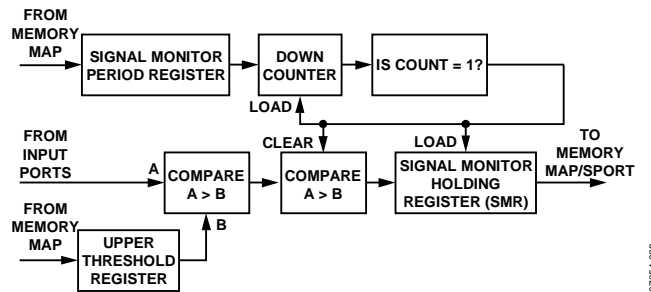 FROM
MEMORY
MAP
SIGNAL MONITOR
PERIOD REGISTER
DOWN
COUNTER
IS COUNT = 1?
LOAD
FROM
INPUT
PORTS
A
COMPARE
A > B
CLEAR
COMPARE
A > B
LOAD
SIGNAL MONITOR
HOLDING
REGISTER (SMR)
TO
MEMORY
MAP/SPORT
FROM
MEMORY
MAP
B
UPPER
THRESHOLD
REGISTER